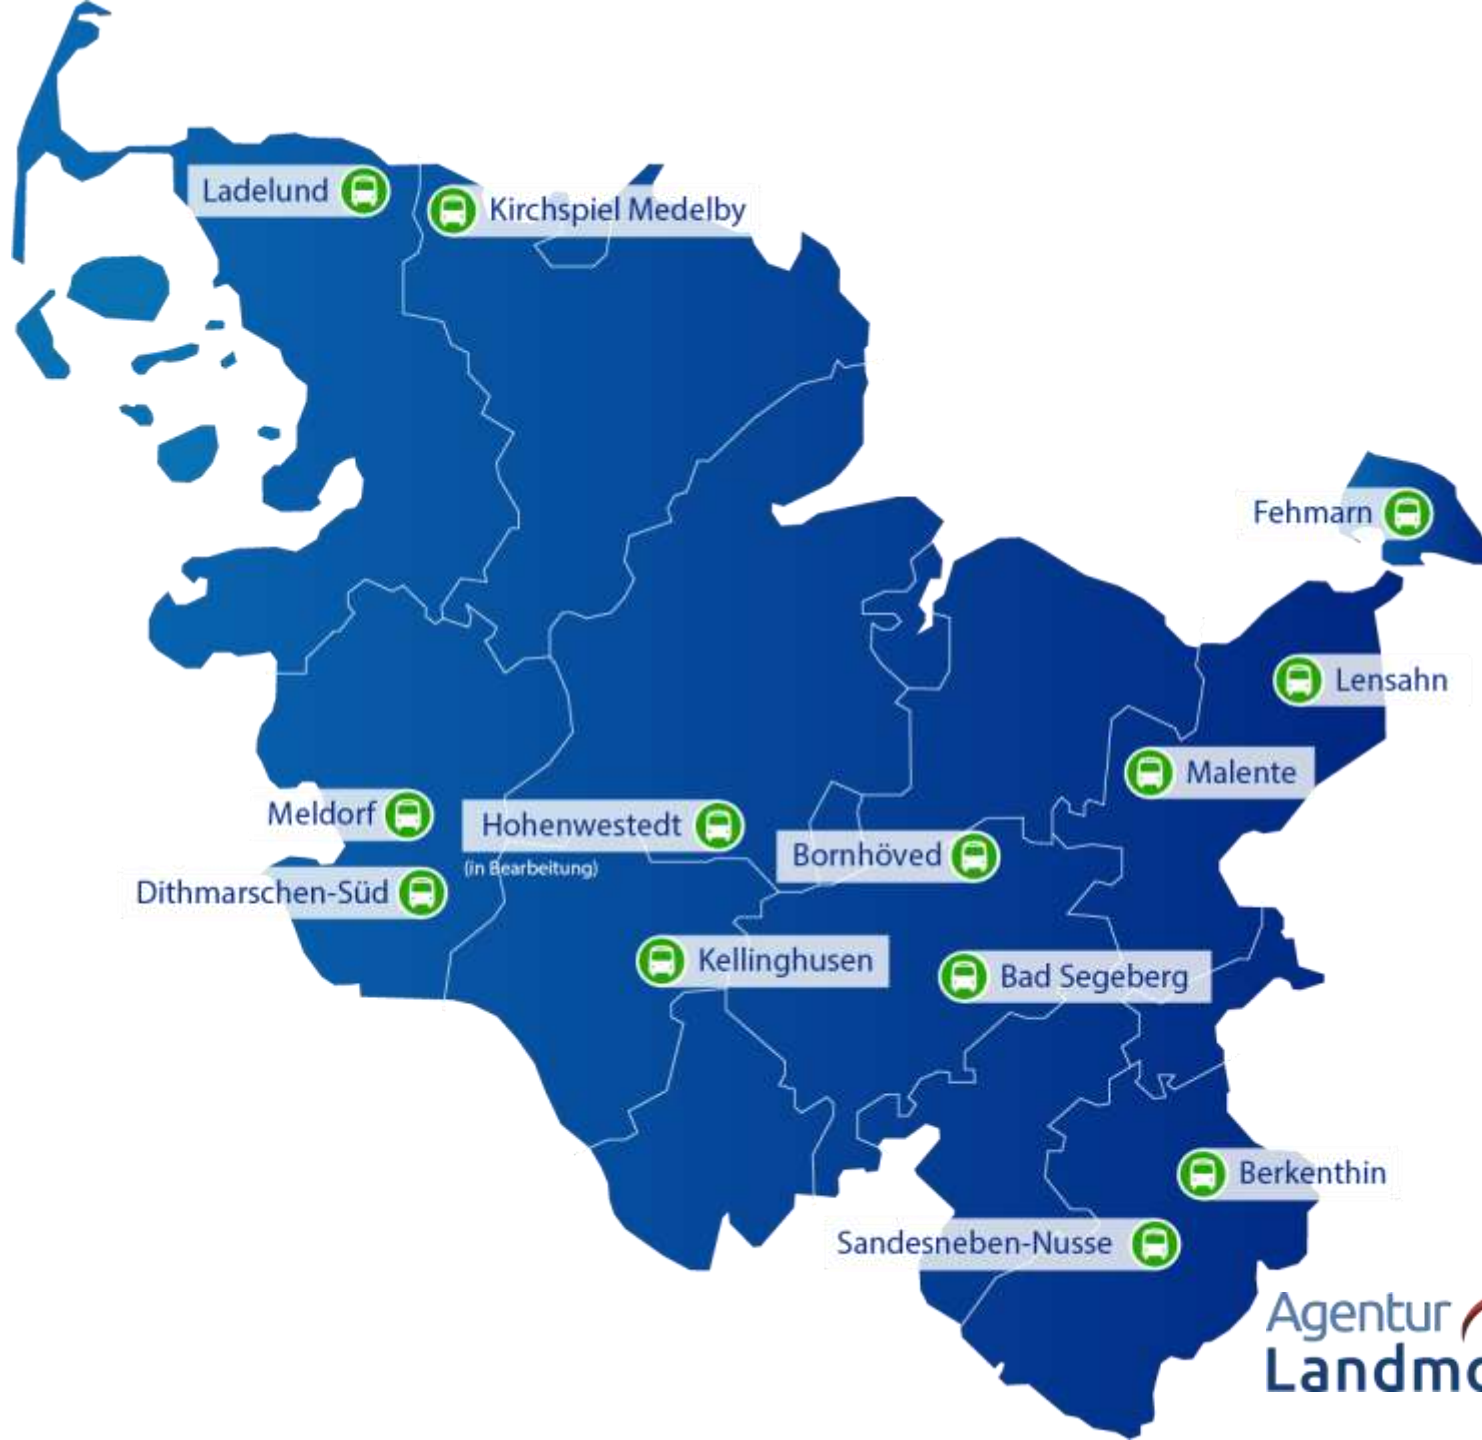 Ladelund
Kirchspiel Medelby
Fehmarn
Lensahn
Malente
Meldorf
Hohenwestedt
(in Bearbeitung)
Bornhöved
Dithmarschen-Süd
Kellinghusen
Bad Segeberg
Berkenthin
Sandesneben-Nusse
Agentur